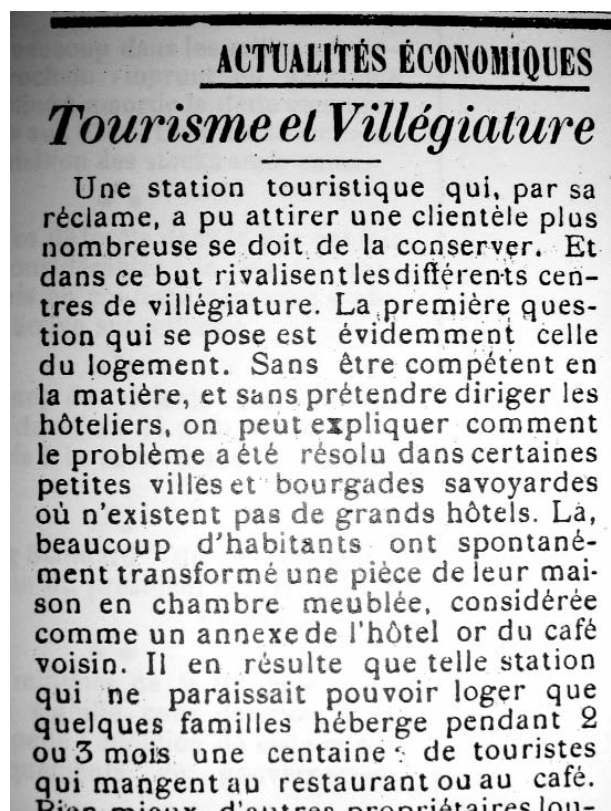 ACTUALITÉS ÉCONOMIQUES
Tourisme et Villégiature
Une station touristique qui, par sa
réclame, a pu attirer une clientèle plus
nombreuse se doit de la conserver. Et
dans ce but rivalisent les différents cen-
tres de villégiature. La première ques-
tion qui se pose est évidemment celle
du logement. Sans être compétent en
la matière, et sans prétendre diriger les
hôteliers, on peut expliquer comment
le problème a été résolu dans certaines
petites villes et bourgades savoyardes
où n'existent pas de grands hôtels. Là,
beaucoup d'habitants ont spontané-
ment transformé une pièce de leur mai-
son en chambre meublée, considérée
comme un annexe de l'hôtel or du café
voisin. Il en résulte que telle station
qui ne paraissait pouvoir loger que
quelques familles héberge pendant 2
ou 3 mois une centaine de touristes
qui mangent au restaurant ou au café.
Bien mieux, d'autres propriétaires lou-